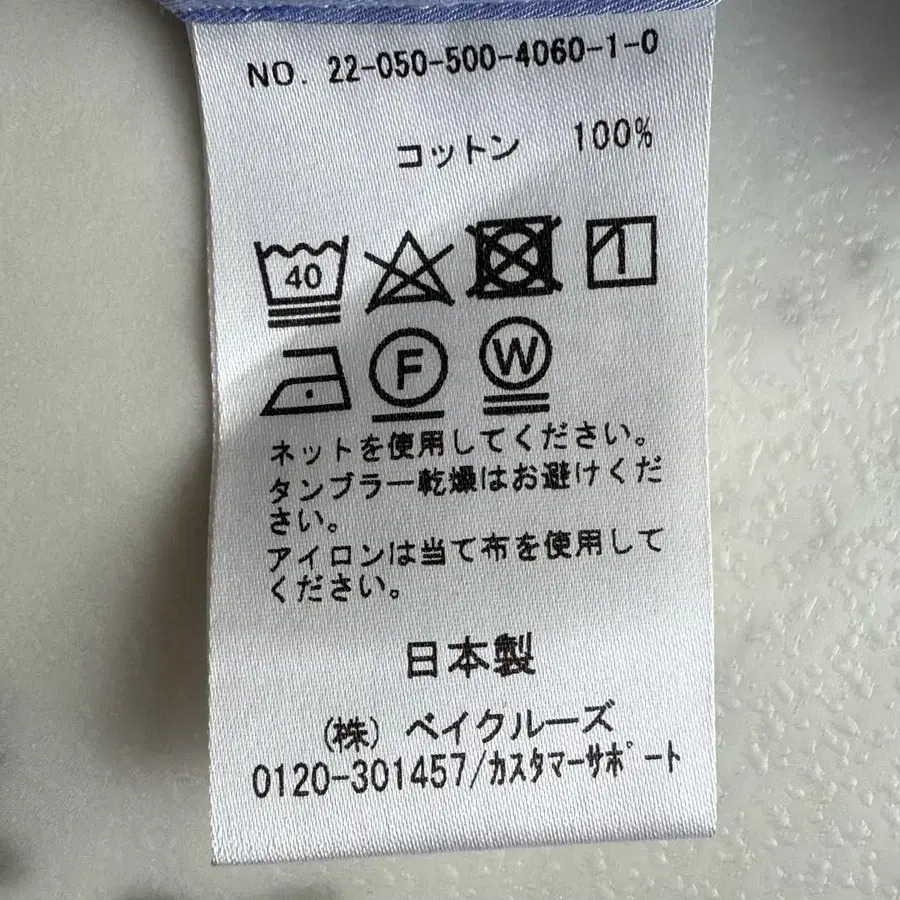 NO. 22-050-500-4060-1-0
コットン 100%
40
F W
ネットを使用してください。
タンブラー乾燥はお避けくだ
さい。
アイロンは当て布を使用して
ください。
日本製
(株) ベイクルーズ
0120-301457/カスタマーサポート